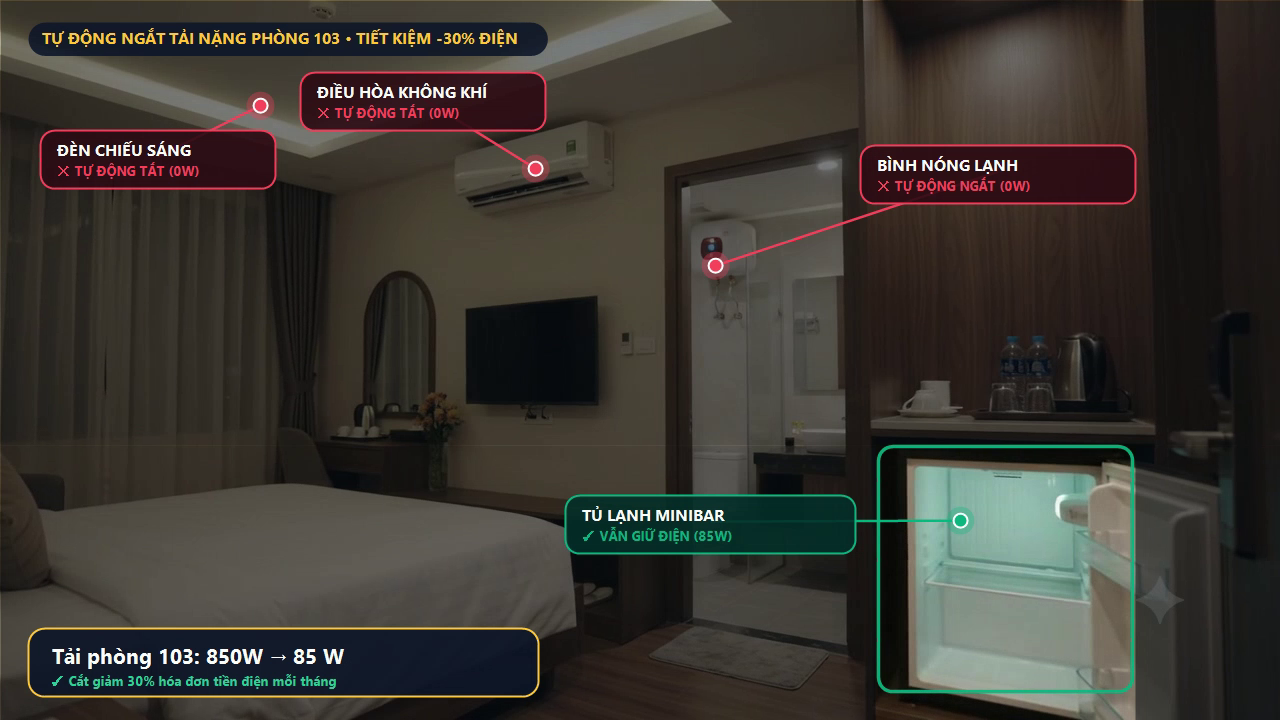 TỰ ĐỘNG NGẮT TẢI NẶNG PHÒNG 103 • TIẾT KIỆM -30% ĐIỆN
ĐIỀU HÒA KHÔNG KHÍ
✕ TỰ ĐỘNG TẮT (0W)
ĐÈN CHIẾU SÁNG
✕ TỰ ĐỘNG TẮT (0W)
BÌNH NÓNG LẠNH
✕ TỰ ĐỘNG NGẮT (0W)
TỦ LẠNH MINIBAR
✓ VẪN GIỮ ĐIỆN (85W)
Tải phòng 103: 850W → 85 W
✓ Cắt giảm 30% hóa đơn tiền điện mỗi tháng